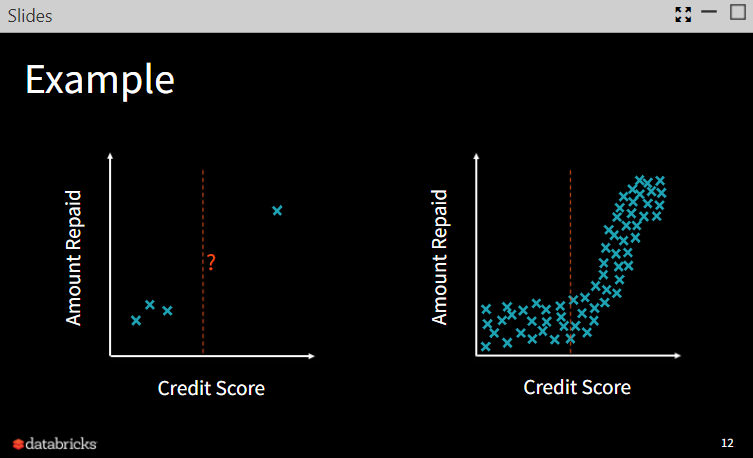 Slides
Example
Amount Repaid
?
Credit Score
Amount Repaid
Credit Score
databricks
12